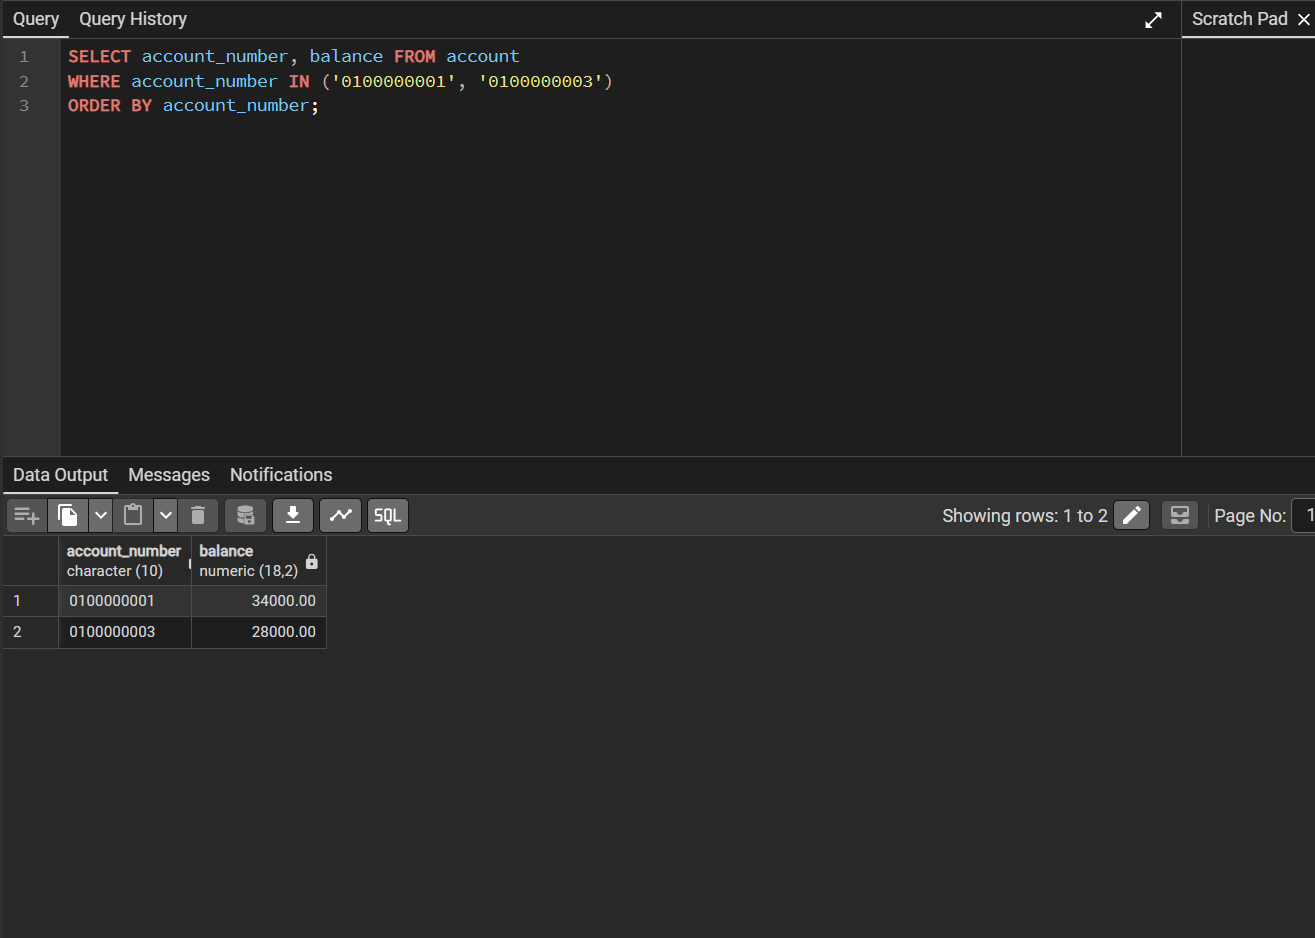 Query Query History Scratch Pad
1 SELECT account_number, balance FROM account
2 WHERE account_number IN ('0100000001', '0100000003')
3 ORDER BY account_number;
Data Output Messages Notifications
SQL Showing rows: 1 to 2 Page No: 1
account_number balance
character (10) numeric (18,2)
1 0100000001 34000.00
2 0100000003 28000.00